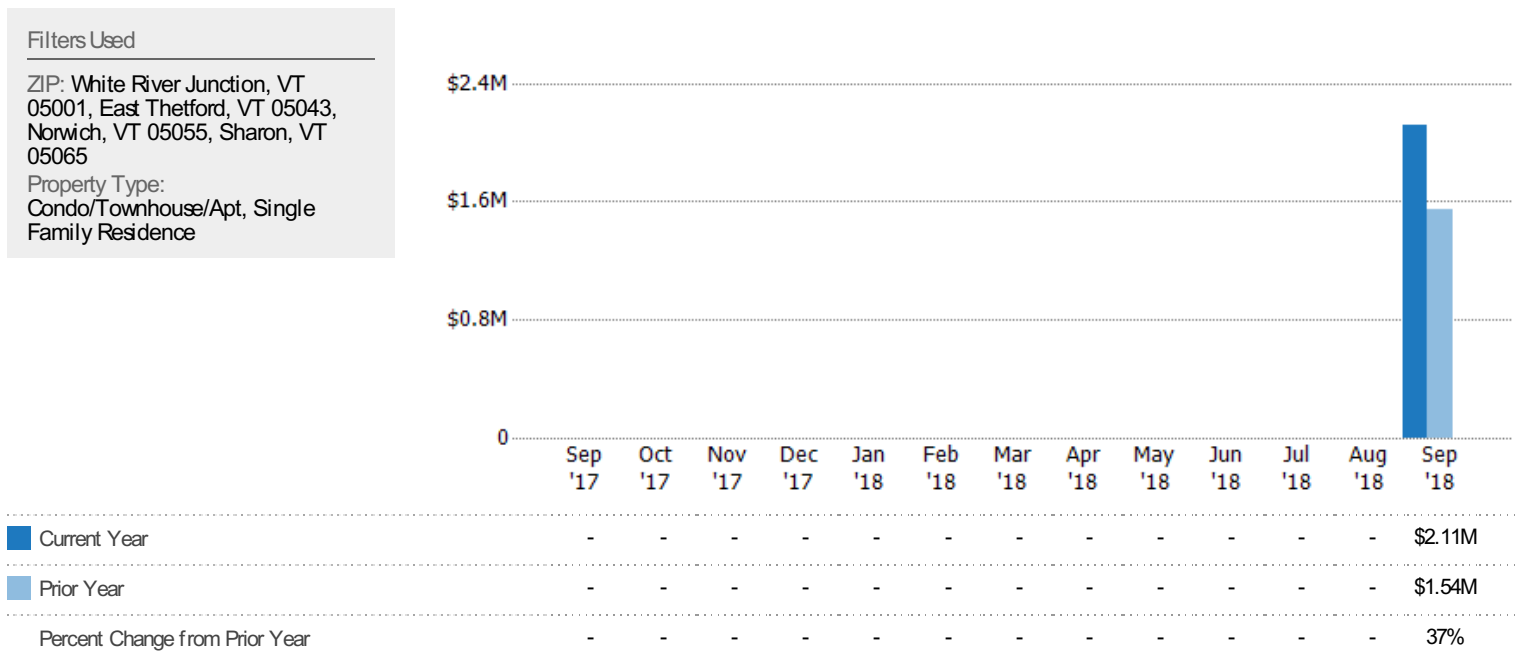 Filters Used
ZIP: White River Junction, VT
05001, East Thetford, VT 05043,
Norwich, VT 05055, Sharon, VT
05065
Property Type:
Condo/Townhouse/Apt, Single
Family Residence
$2.4M
$1.6M
$0.8M
0
Sep Oct Nov Dec Jan Feb Mar Apr May Jun Jul Aug Sep
'17 '17 '17 '17 '18 '18 '18 '18 '18 '18 '18 '18 '18
Current Year - - - - - - - - - - - - $2.11M
Prior Year - - - - - - - - - - - - $1.54M
Percent Change from Prior Year - - - - - - - - - - - - 37%